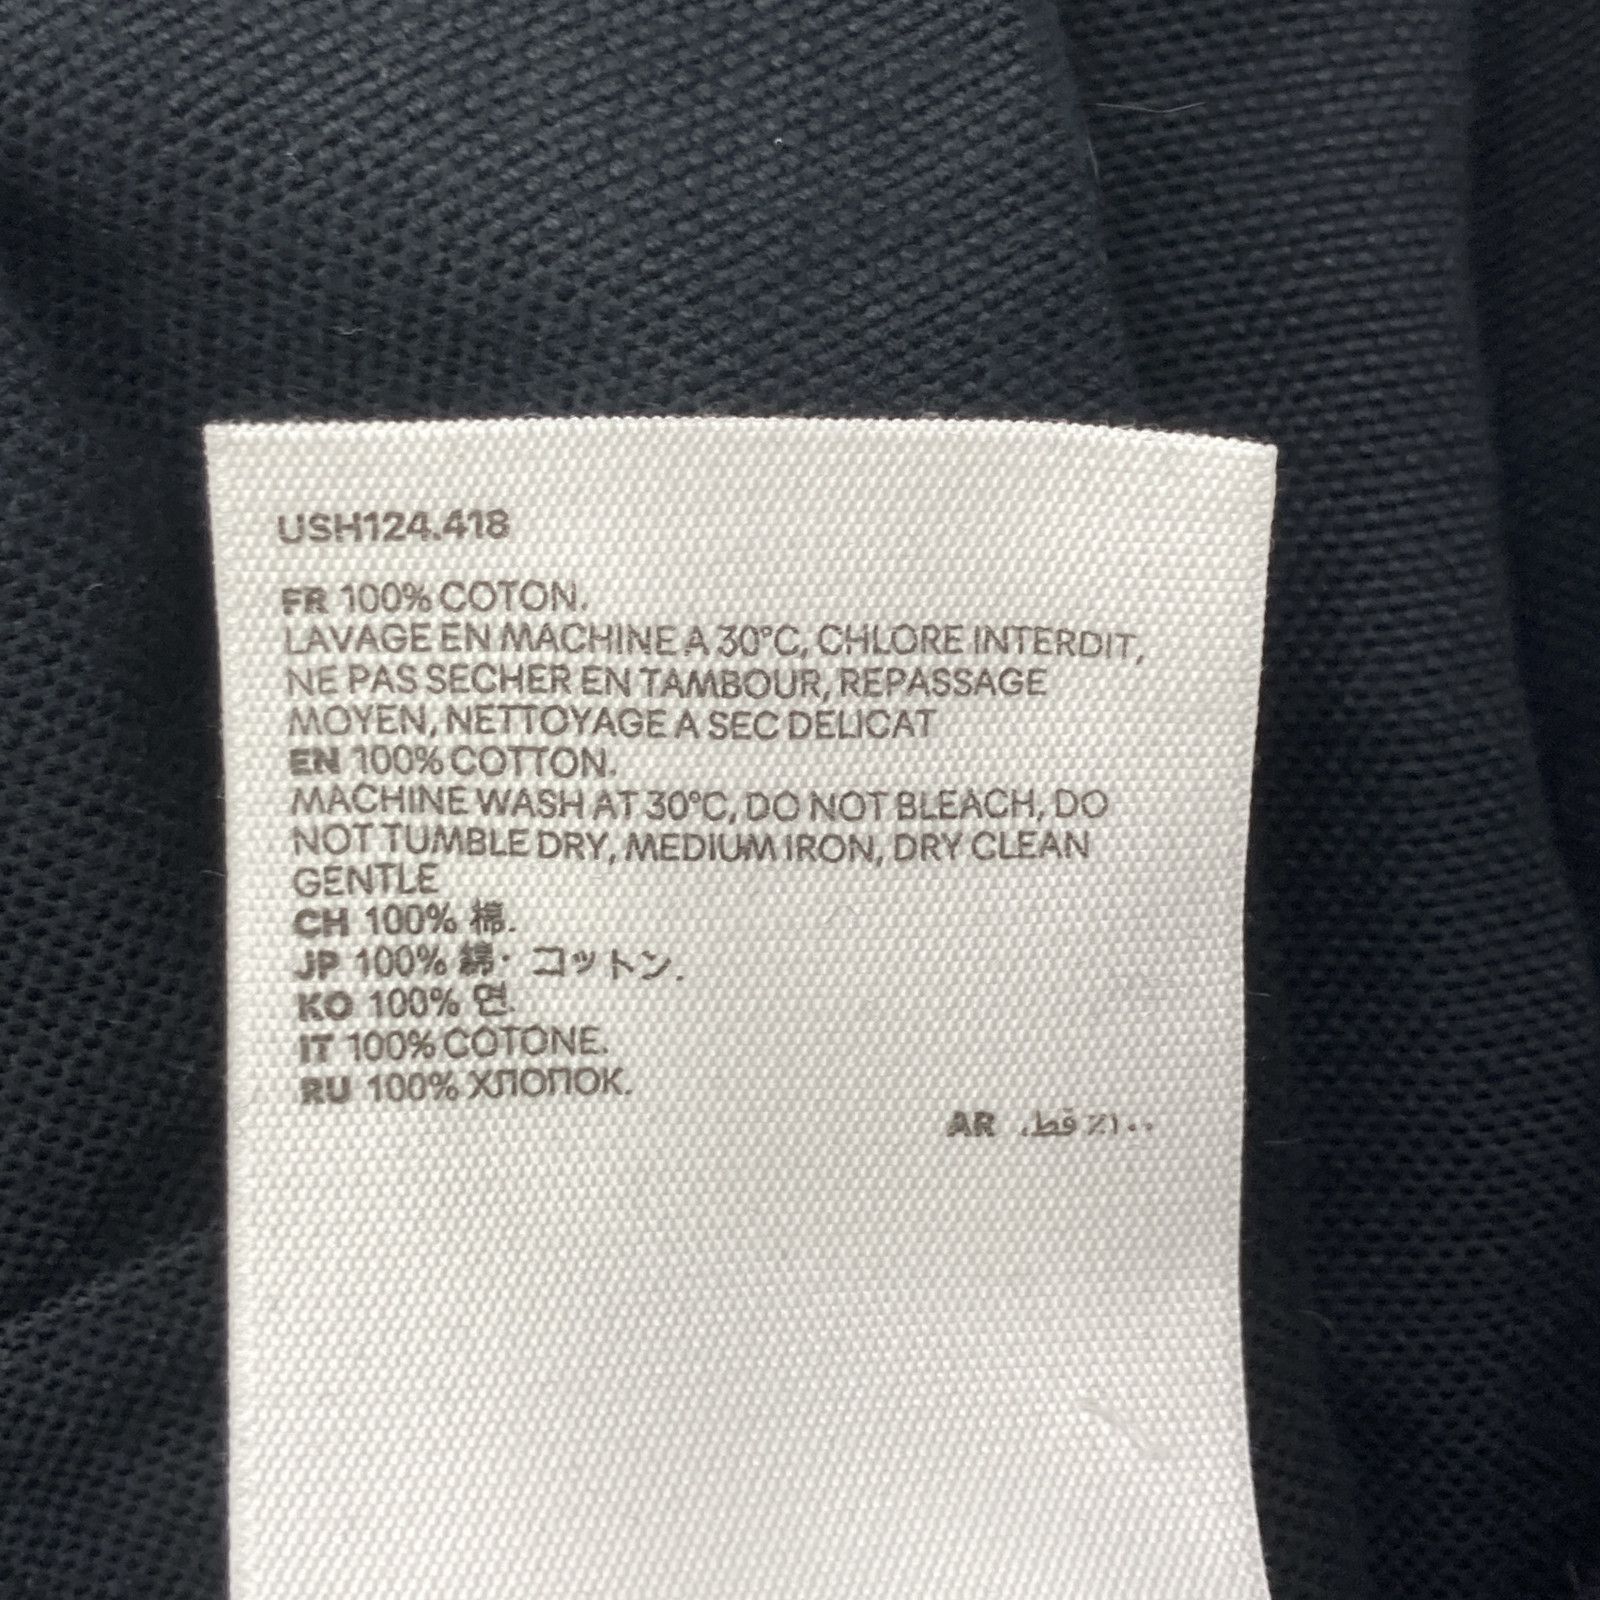 USH124.418
FR 100% COTON.
LAVAGE EN MACHINE A 30°C, CHLORE INTERDIT,
NE PAS SECHER EN TAMBOUR, REPASSAGE
MOYEN, NETTOYAGE A SEC DELICAT
EN 100% COTTON.
MACHINE WASH AT 30°C, DO NOT BLEACH, DO
NOT TUMBLE DRY, MEDIUM IRON, DRY CLEAN
GENTLE
CH 100% 棉.
JP 100% 綿・コットン.
KO 100% 면.
IT 100% COTONE.
RU 100% ХЛОПОК.
AR ١٠٠٪ قطن.